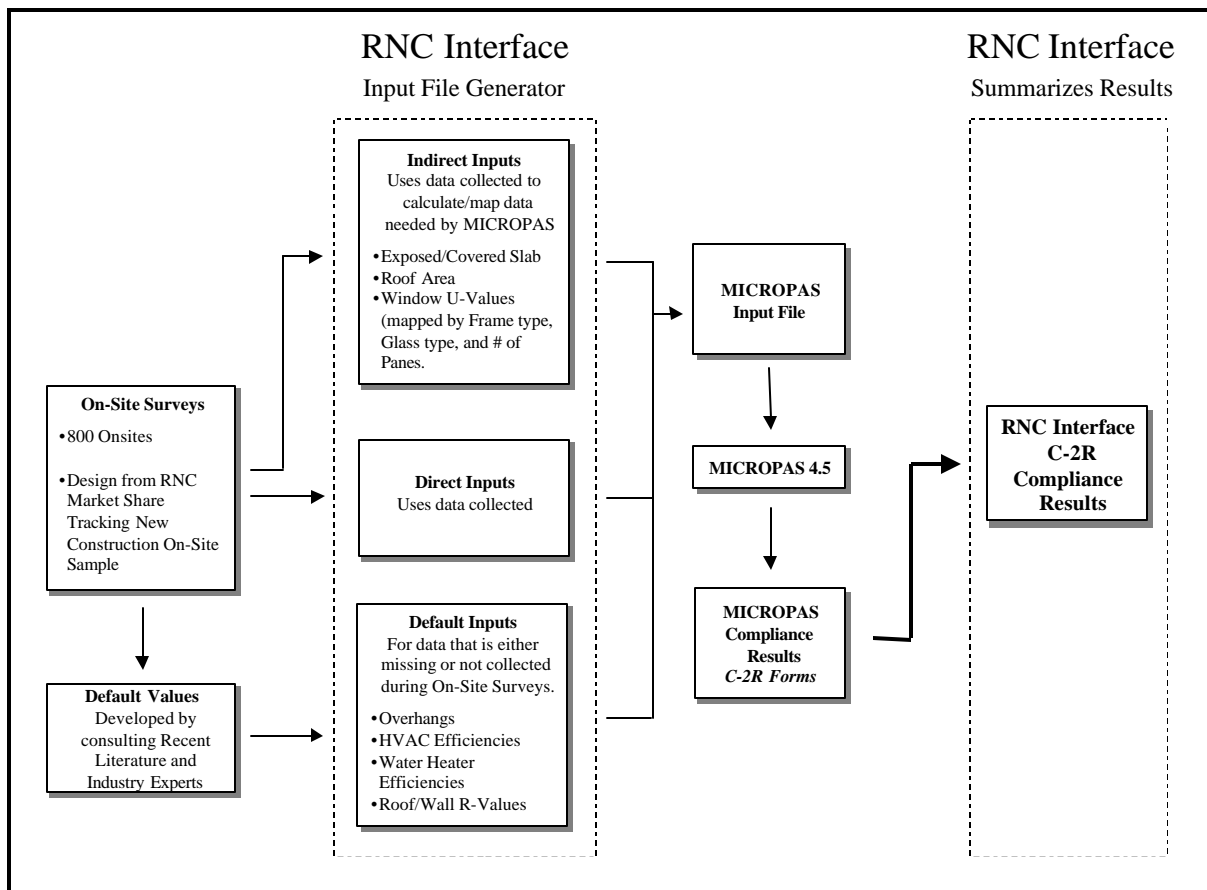 RNC Interface
Input File Generator
RNC Interface
Summarizes Results
Indirect Inputs
Uses data collected to
calculate/map data
needed by MICROPAS
•Exposed/Covered Slab
•Roof Area
•Window U-Values
(mapped by Frame type,
Glass type, and # of
Panes.
On-Site Surveys
•800 Onsites
•Design from RNC
Market Share
Tracking New
Construction On-Site
Sample
Direct Inputs
Uses data collected
Default Values
Developed by
consulting Recent
Literature and
Industry Experts
Default Inputs
For data that is either
missing or not collected
during On-Site Surveys.
•Overhangs
•HVAC Efficiencies
•Water Heater
Efficiencies
•Roof/Wall R-Values
MICROPAS
Input File
MICROPAS 4.5
MICROPAS
Compliance
Results
C-2R Forms
RNC Interface
C-2R
Compliance
Results